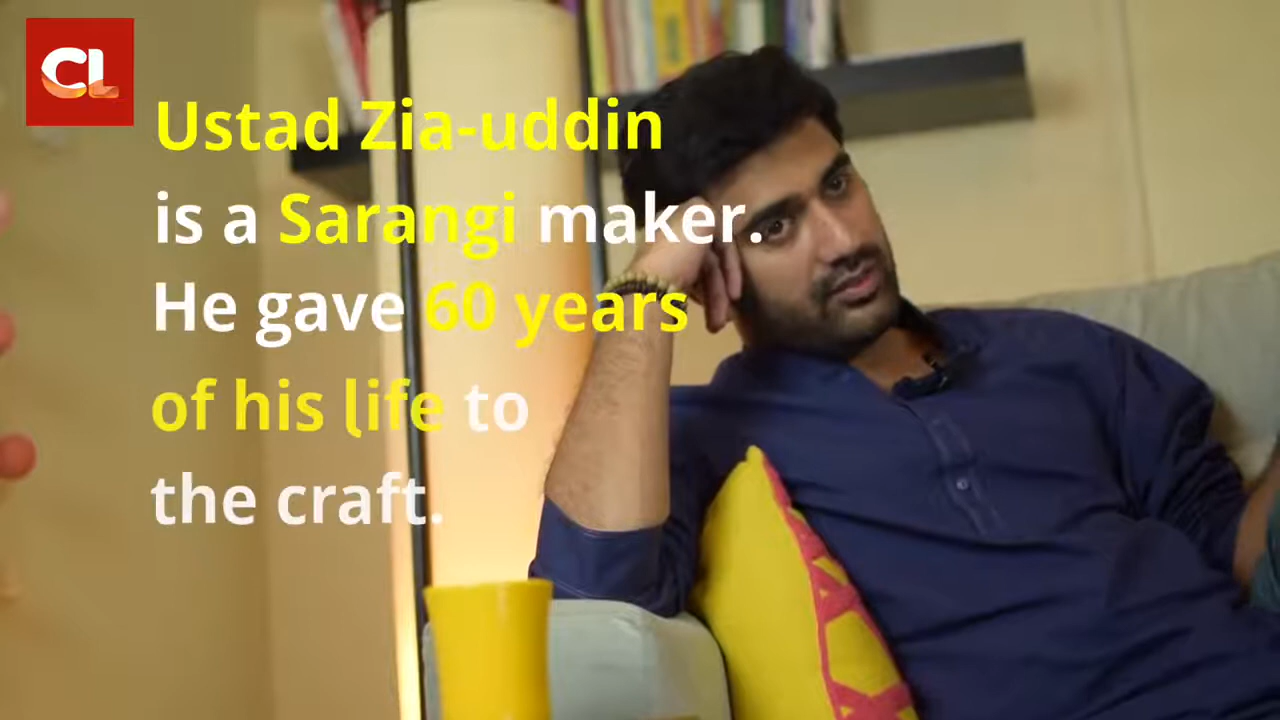 CL
Ustad Zia-uddin
is a Sarangi maker.
He gave 60 years
of his life to
the craft.